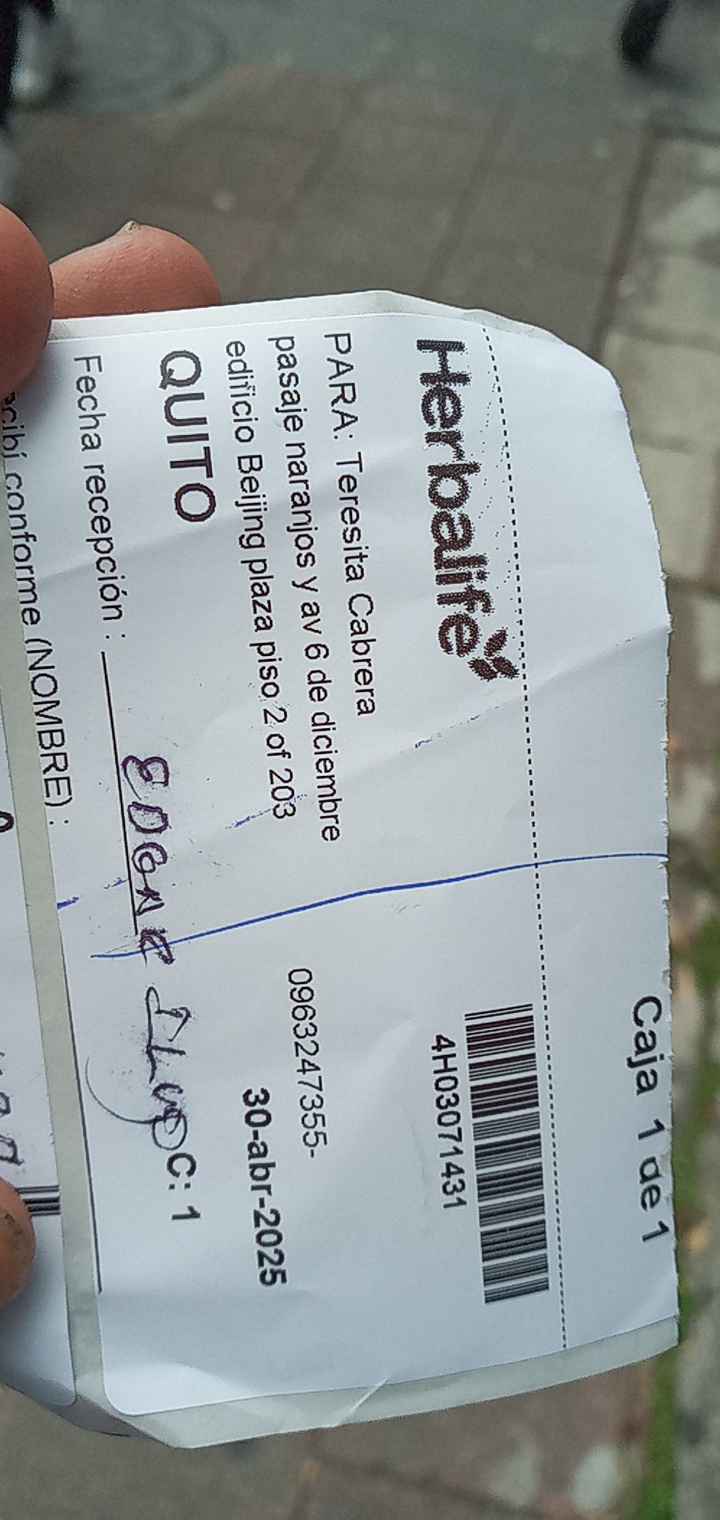 Caja 1 de 1
Herbalife
4H03071431
PARA: Teresita Cabrera
pasaje naranjos y av 6 de diciembre
edificio Beijing plaza piso 2 of 203
0963247355-
QUITO
30-abr-2025
C: 1
Fecha recepción :
EDGAR
conforme (NOMBRE) :